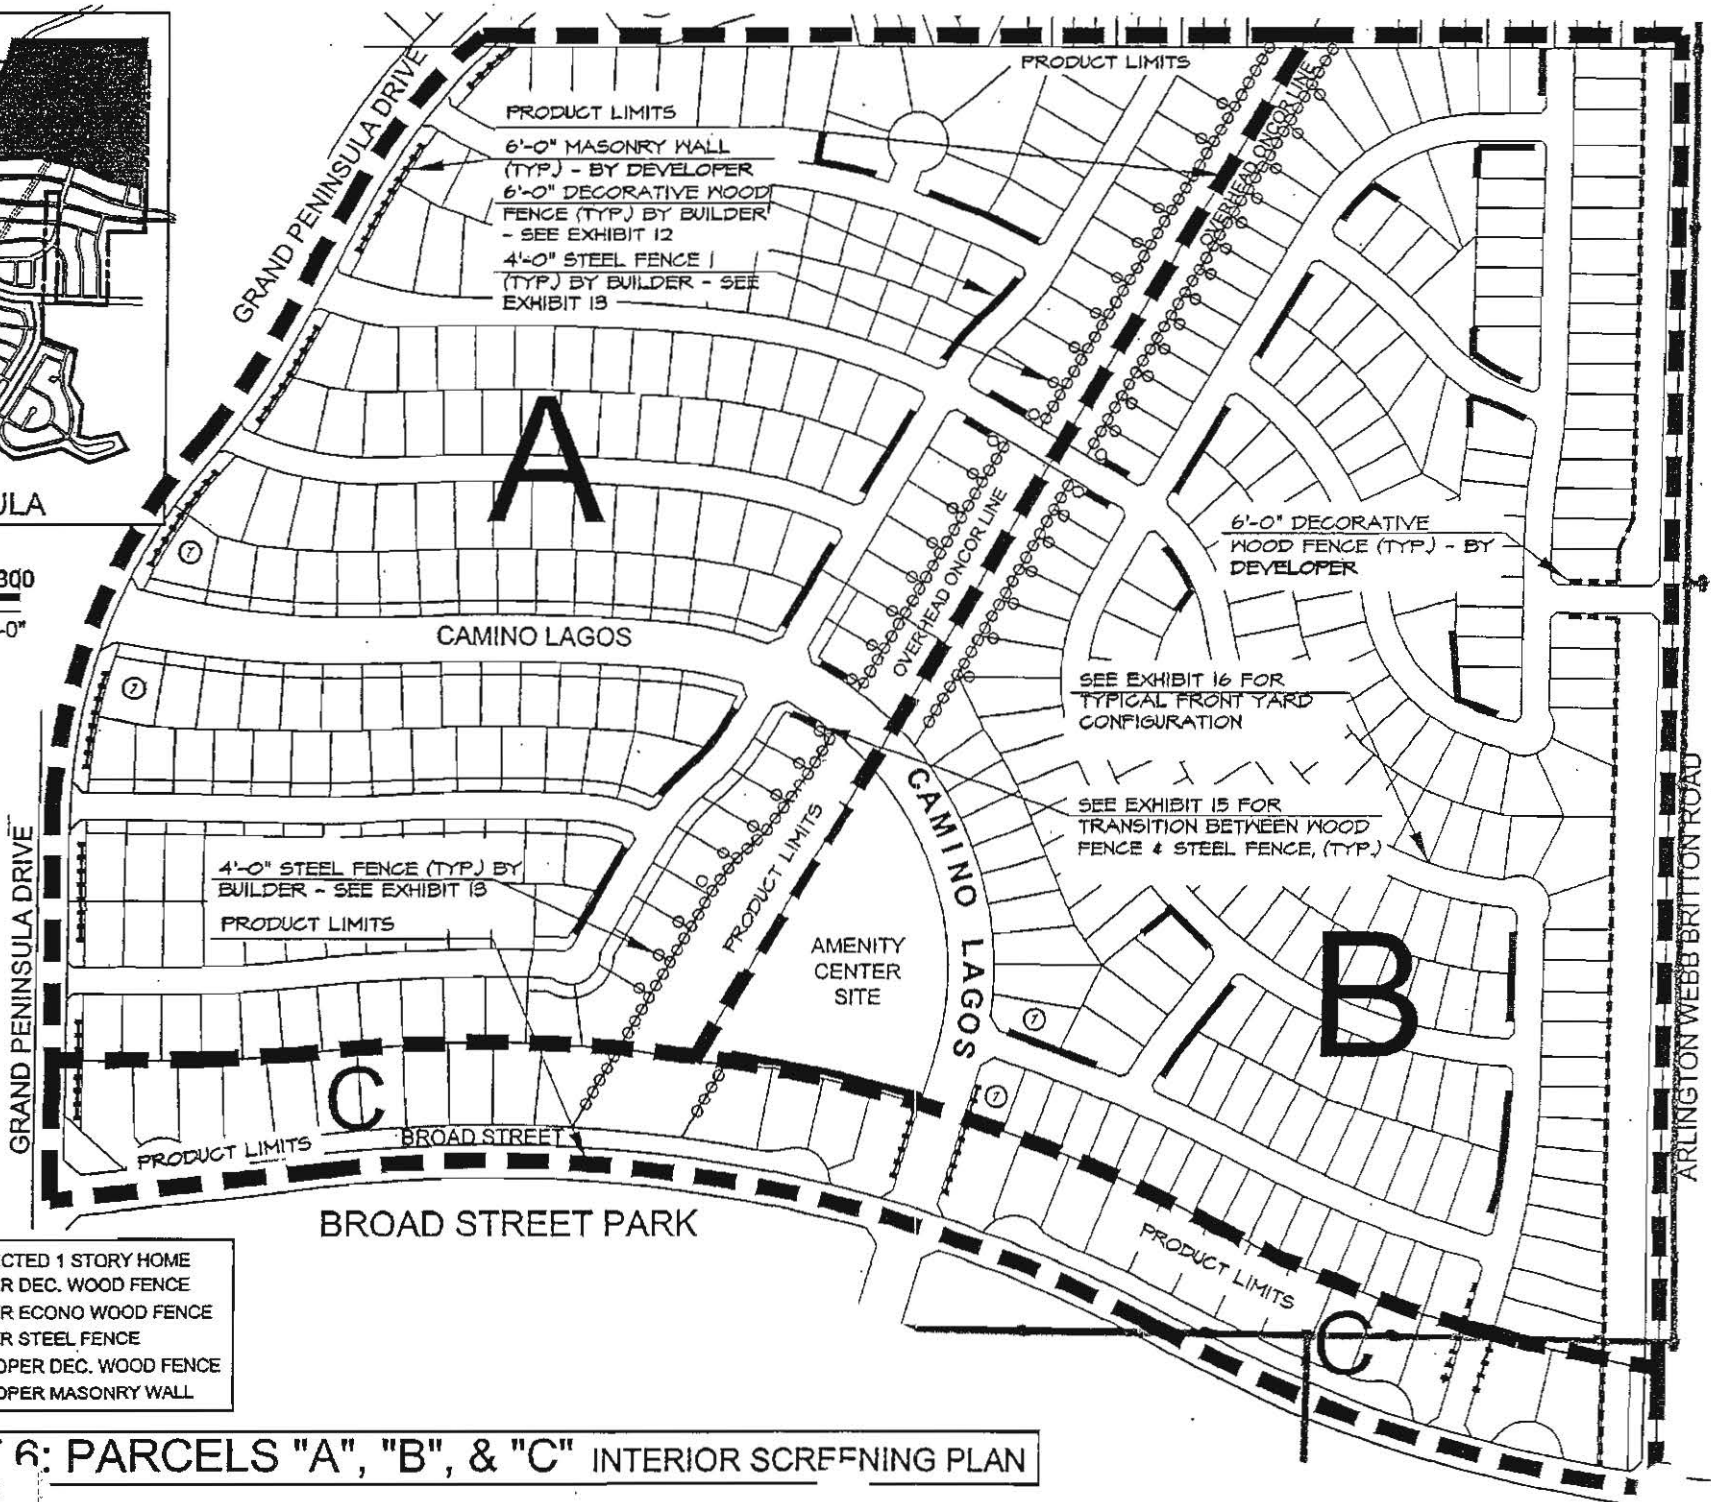 GRAND PENINSULA DRIVE
PRODUCT LIMITS
PRODUCT LIMITS
6'-0" MASONRY WALL
(TYP.) - BY DEVELOPER
6'-0" DECORATIVE WOOD
FENCE (TYP.) BY BUILDER
- SEE EXHIBIT 12
4'-0" STEEL FENCE
(TYP.) BY BUILDER - SEE
EXHIBIT 13
OVERHEAD ONCOR LINE
A
ULA
300
-0"
1
OVERHEAD ONCOR LINE
6'-0" DECORATIVE
WOOD FENCE (TYP.) - BY
DEVELOPER
CAMINO LAGOS
1
SEE EXHIBIT 16 FOR
TYPICAL FRONT YARD
CONFIGURATION
CAMINO LAGOS
SEE EXHIBIT 15 FOR
TRANSITION BETWEEN WOOD
FENCE & STEEL FENCE, (TYP.)
PRODUCT LIMITS
4'-0" STEEL FENCE (TYP.) BY
BUILDER - SEE EXHIBIT 13
PRODUCT LIMITS
AMENITY
CENTER
SITE
B
GRAND PENINSULA DRIVE
ARLINGTON WEBB BRITTON ROAD
1
1
C
BROAD STREET
PRODUCT LIMITS
BROAD STREET PARK
PRODUCT LIMITS
C
CTED 1 STORY HOME
R DEC. WOOD FENCE
R ECONO WOOD FENCE
R STEEL FENCE
OPER DEC. WOOD FENCE
OPER MASONRY WALL
6: PARCELS "A", "B", & "C" INTERIOR SCREENING PLAN